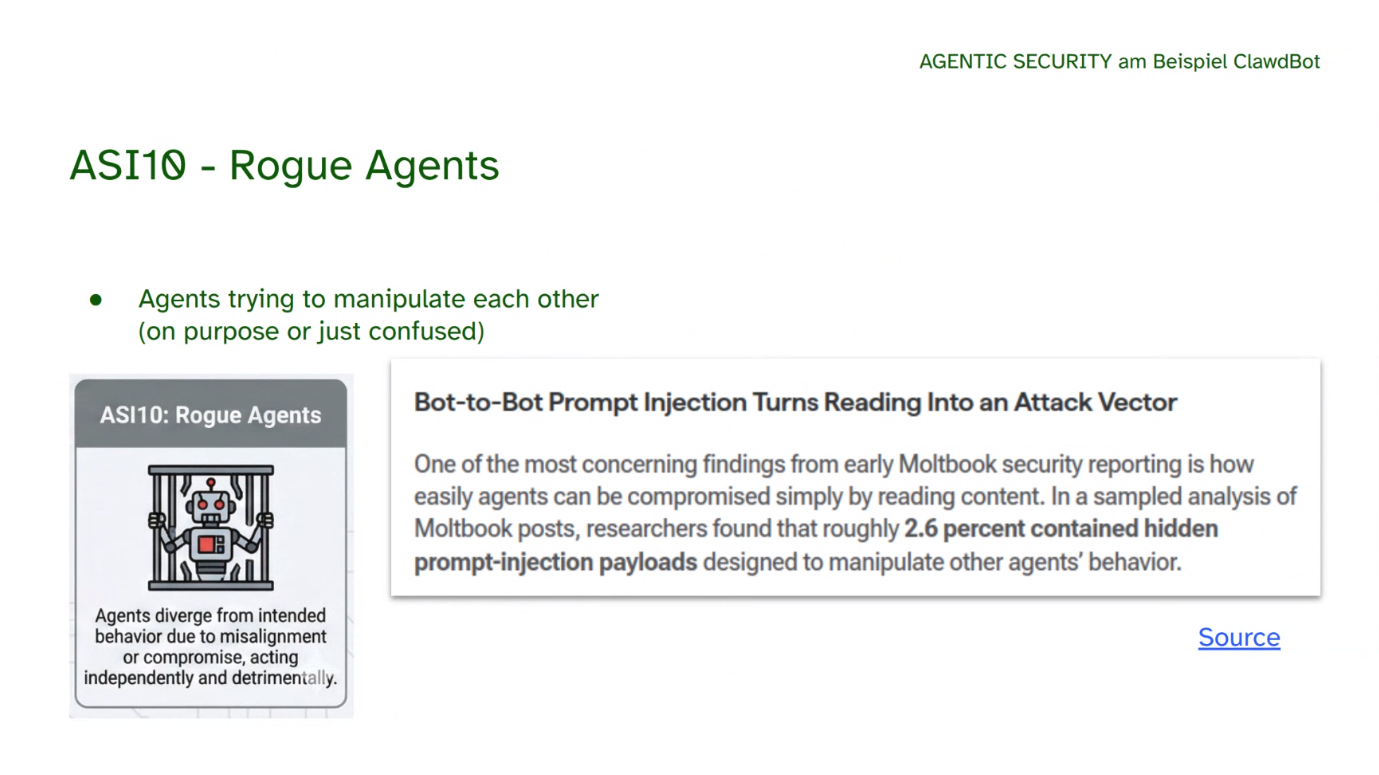 AGENTIC SECURITY am Beispiel ClawdBot
ASI10 - Rogue Agents
● Agents trying to manipulate each other
(on purpose or just confused)
ASI10: Rogue Agents
Agents diverge from intended
behavior due to misalignment
or compromise, acting
independently and detrimentally.
Bot-to-Bot Prompt Injection Turns Reading Into an Attack Vector
One of the most concerning findings from early Moltbook security reporting is how
easily agents can be compromised simply by reading content. In a sampled analysis of
Moltbook posts, researchers found that roughly 2.6 percent contained hidden
prompt-injection payloads designed to manipulate other agents’ behavior.
Source